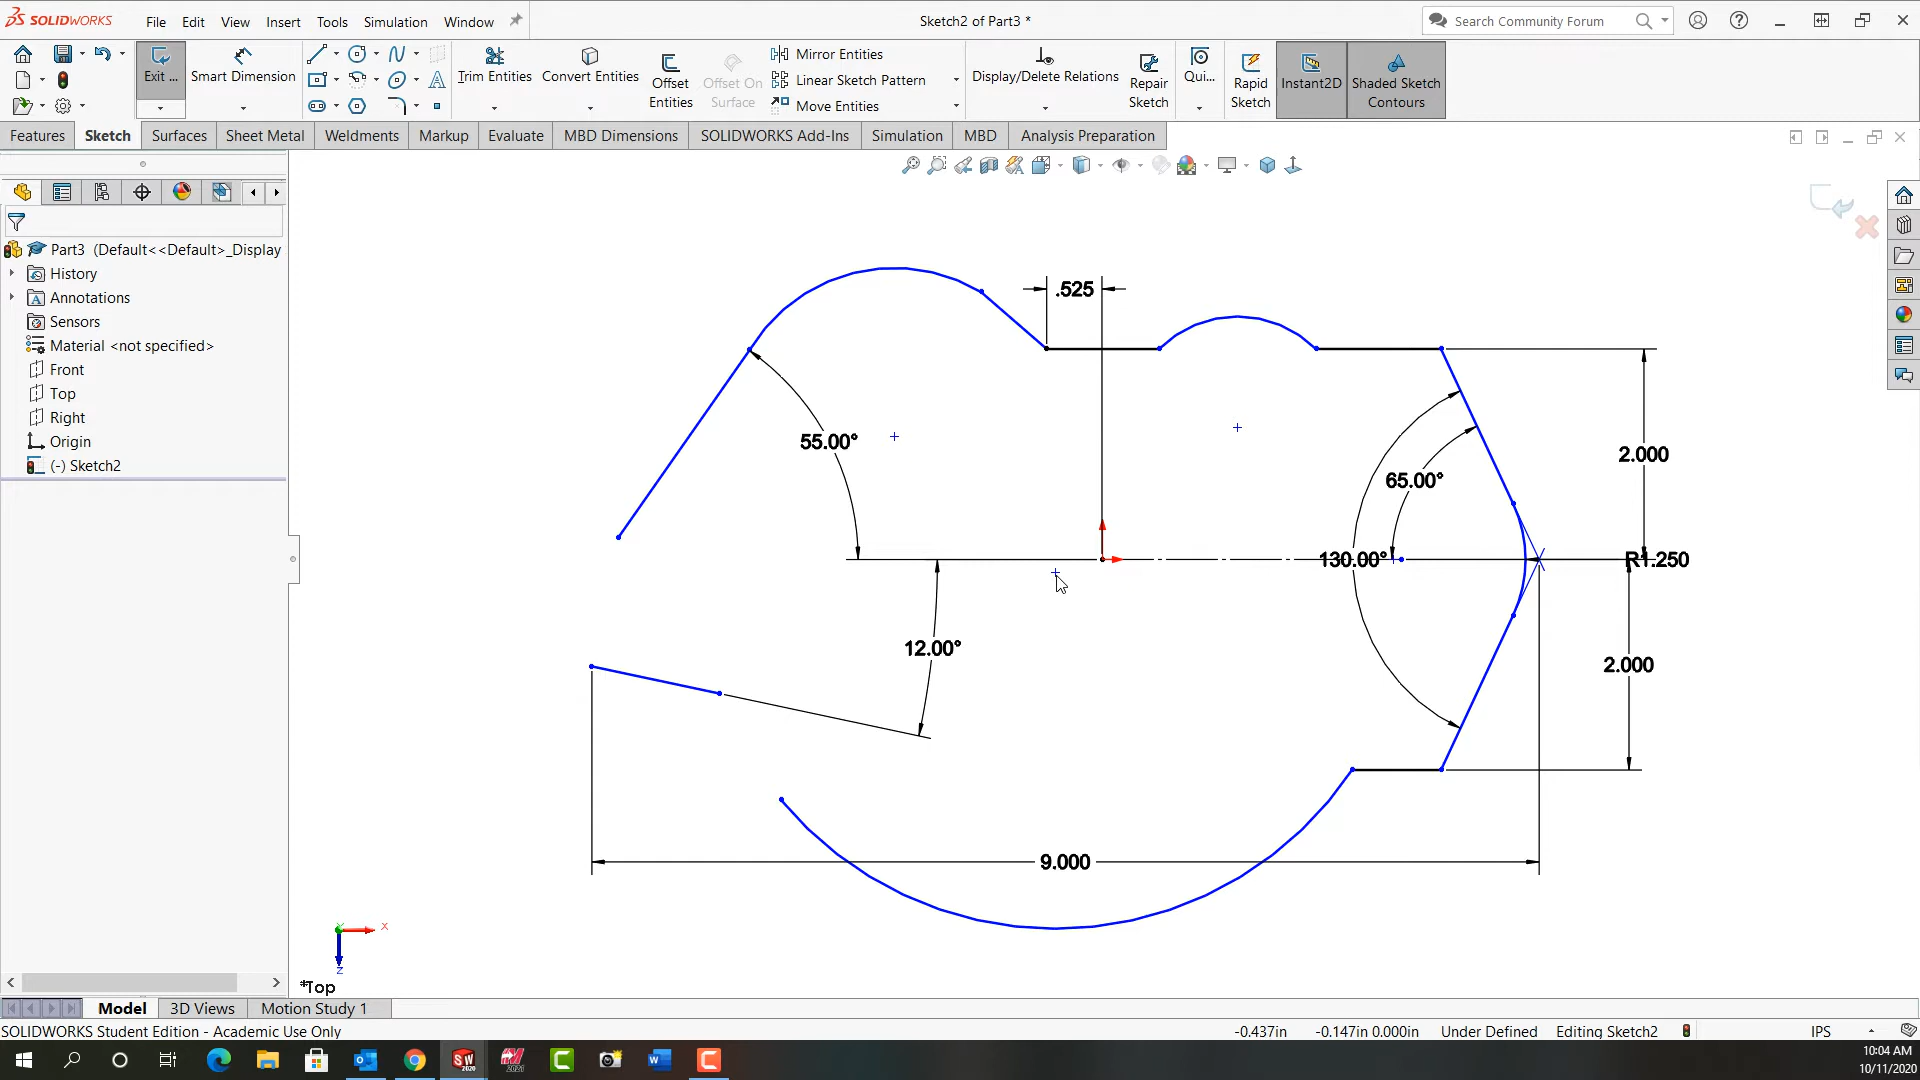 SOLIDWORKS File Edit View Insert Tools Simulation Window Sketch2 of Part3 * Search Community Forum
Exit ... Smart Dimension Trim Entities Convert Entities Offset Entities Offset On Surface Mirror Entities Linear Sketch Pattern Move Entities Display/Delete Relations Repair Sketch Qui... Rapid Sketch Instant2D Shaded Sketch Contours
Features Sketch Surfaces Sheet Metal Weldments Markup Evaluate MBD Dimensions SOLIDWORKS Add-Ins Simulation MBD Analysis Preparation
Part3 (Default<<Default>_Display
History
Annotations
Sensors
Material <not specified>
Front
Top
Right
Origin
(-) Sketch2
.525
55.00°
65.00°
2.000
130.00°
R1.250
12.00°
2.000
9.000
X
Z
*Top
Model 3D Views Motion Study 1
SOLIDWORKS Student Edition - Academic Use Only -0.437in -0.147in 0.000in Under Defined Editing Sketch2 IPS
10:04 AM
10/11/2020